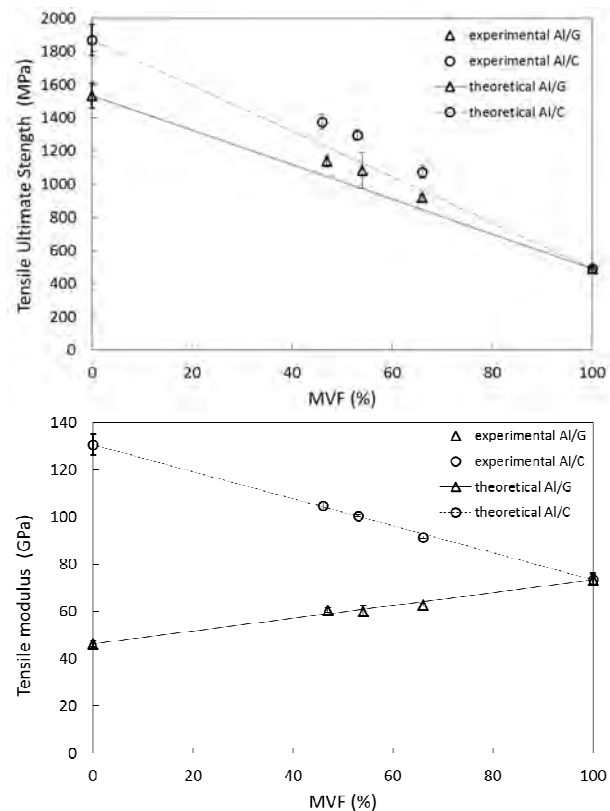 2000
1800
1600
1400
1200
1000
800
600
400
200
0
Tensile Ultimate Stength (MPa)
experimental Al/G
experimental Al/C
theoretical Al/G
theoretical Al/C
0
20
40
60
80
100
MVF (%)
140
120
100
80
60
40
20
0
Tensile modulus (GPa)
experimental Al/G
experimental Al/C
theoretical Al/G
theoretical Al/C
0
20
40
60
80
100
MVF (%)